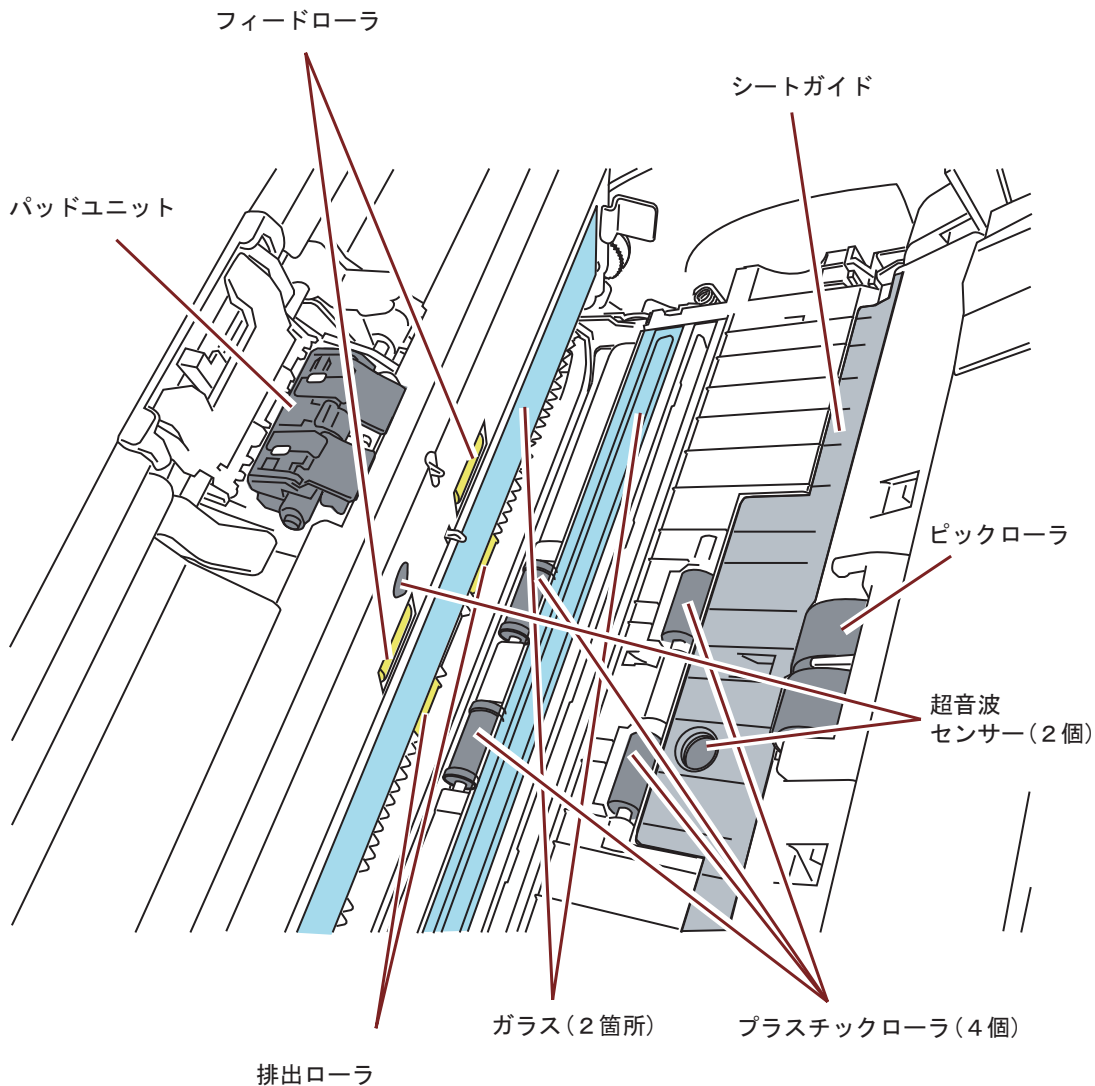 フィードローラ
シートガイド
パッドユニット
ピックローラ
超音波
センサー(2個)
ガラス(2箇所)
プラスチックローラ(4個)
排出ローラ